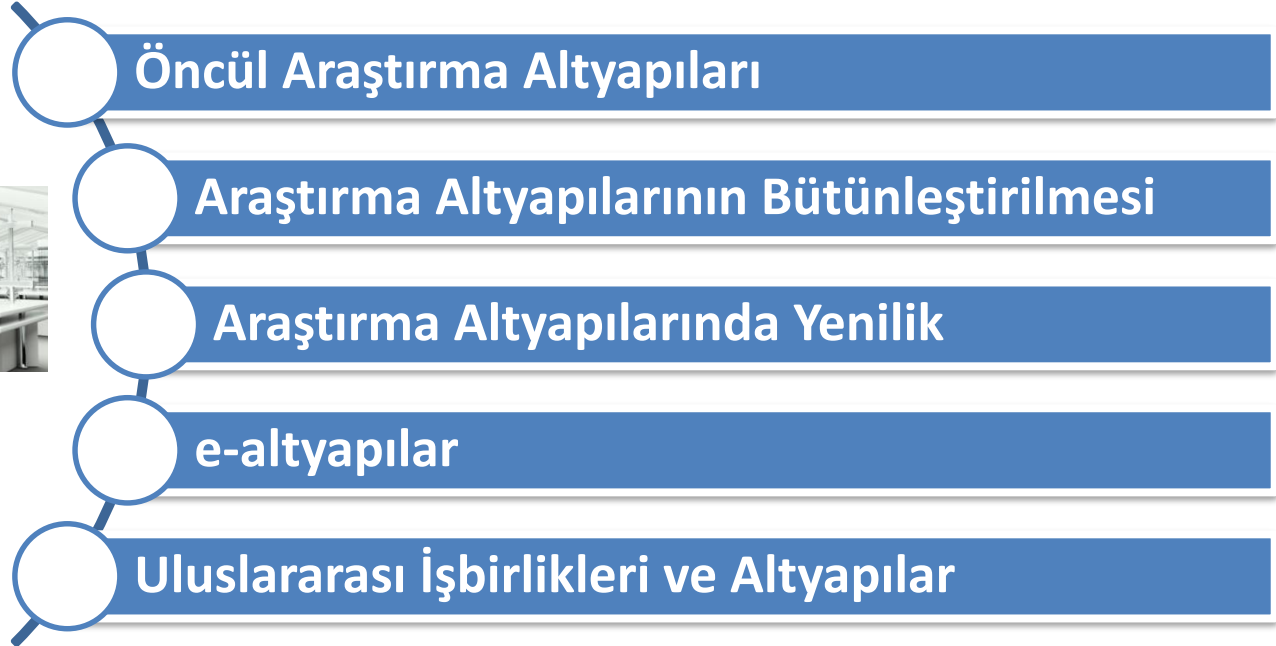 Öncül Araştırma Altyapıları
Araştırma Altyapılarının Bütünleştirilmesi
Araştırma Altyapılarında Yenilik
e-altyapılar
Uluslararası İşbirlikleri ve Altyapılar